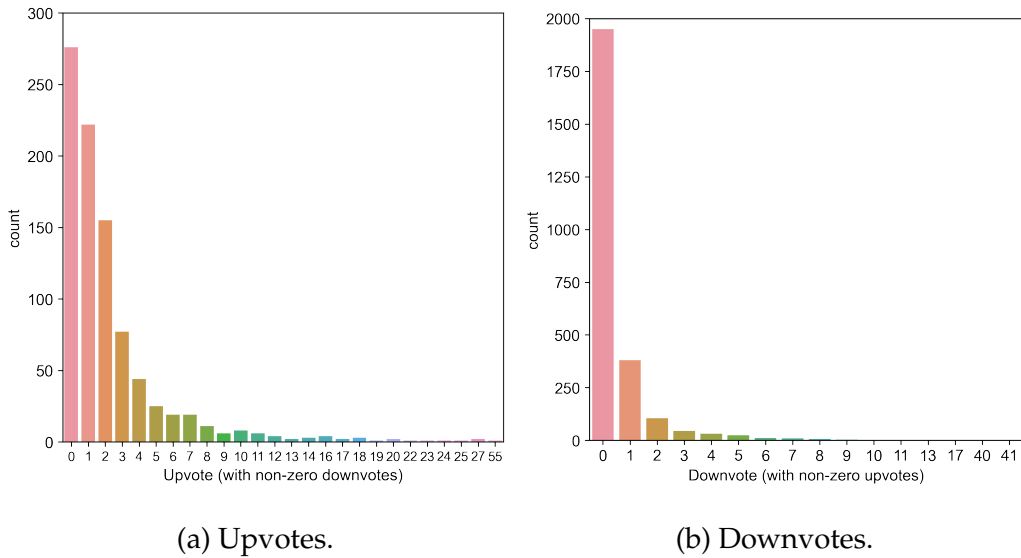 300
250
200
150
100
50
0
count
0 1 2 3 4 5 6 7 8 9 10 11 12 13 14 16 17 18 19 20 22 23 24 25 27 55
Upvote (with non-zero downvotes)
(a) Upvotes.
2000
1750
1500
1250
1000
750
500
250
0
count
0 1 2 3 4 5 6 7 8 9 10 11 13 17 40 41
Downvote (with non-zero upvotes)
(b) Downvotes.